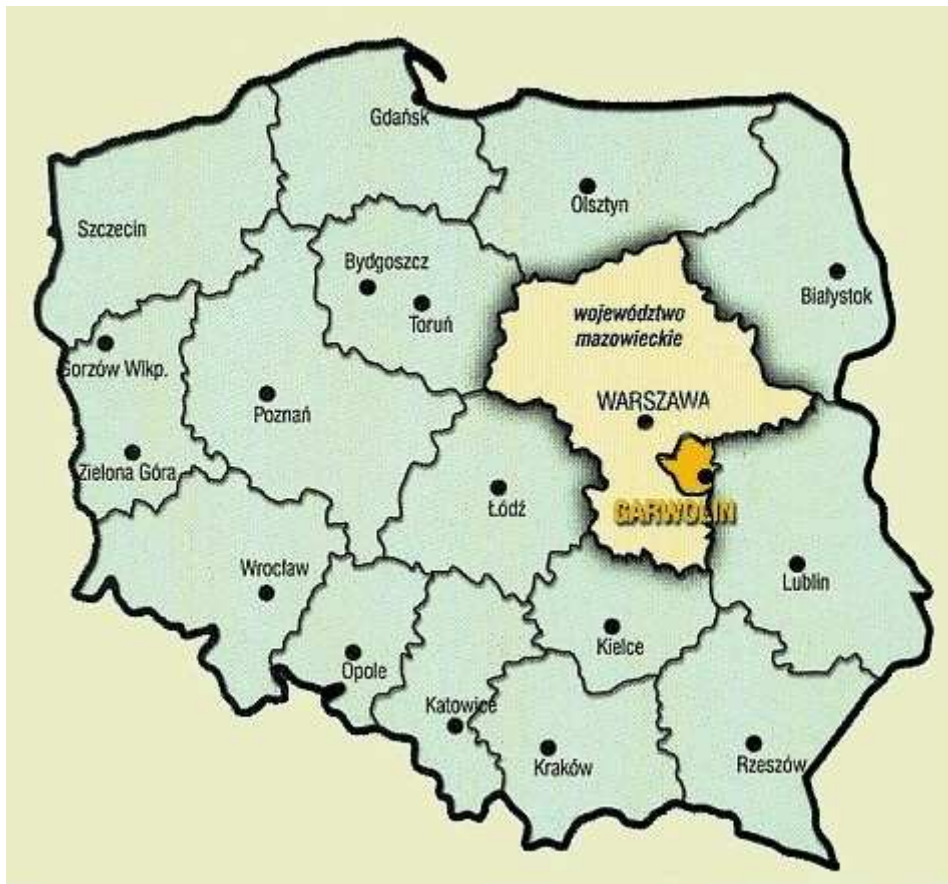 Gdańsk
Olsztyn
Szczecin
Bydgoszcz
Toruń
Białystok
województwo
mazowieckie
Gorzów Wlkp.
Poznań
WARSZAWA
Zielona Góra
Łódź
GARWOLIN
Wrocław
Lublin
Kielce
Opole
Katowice
Kraków
Rzeszów